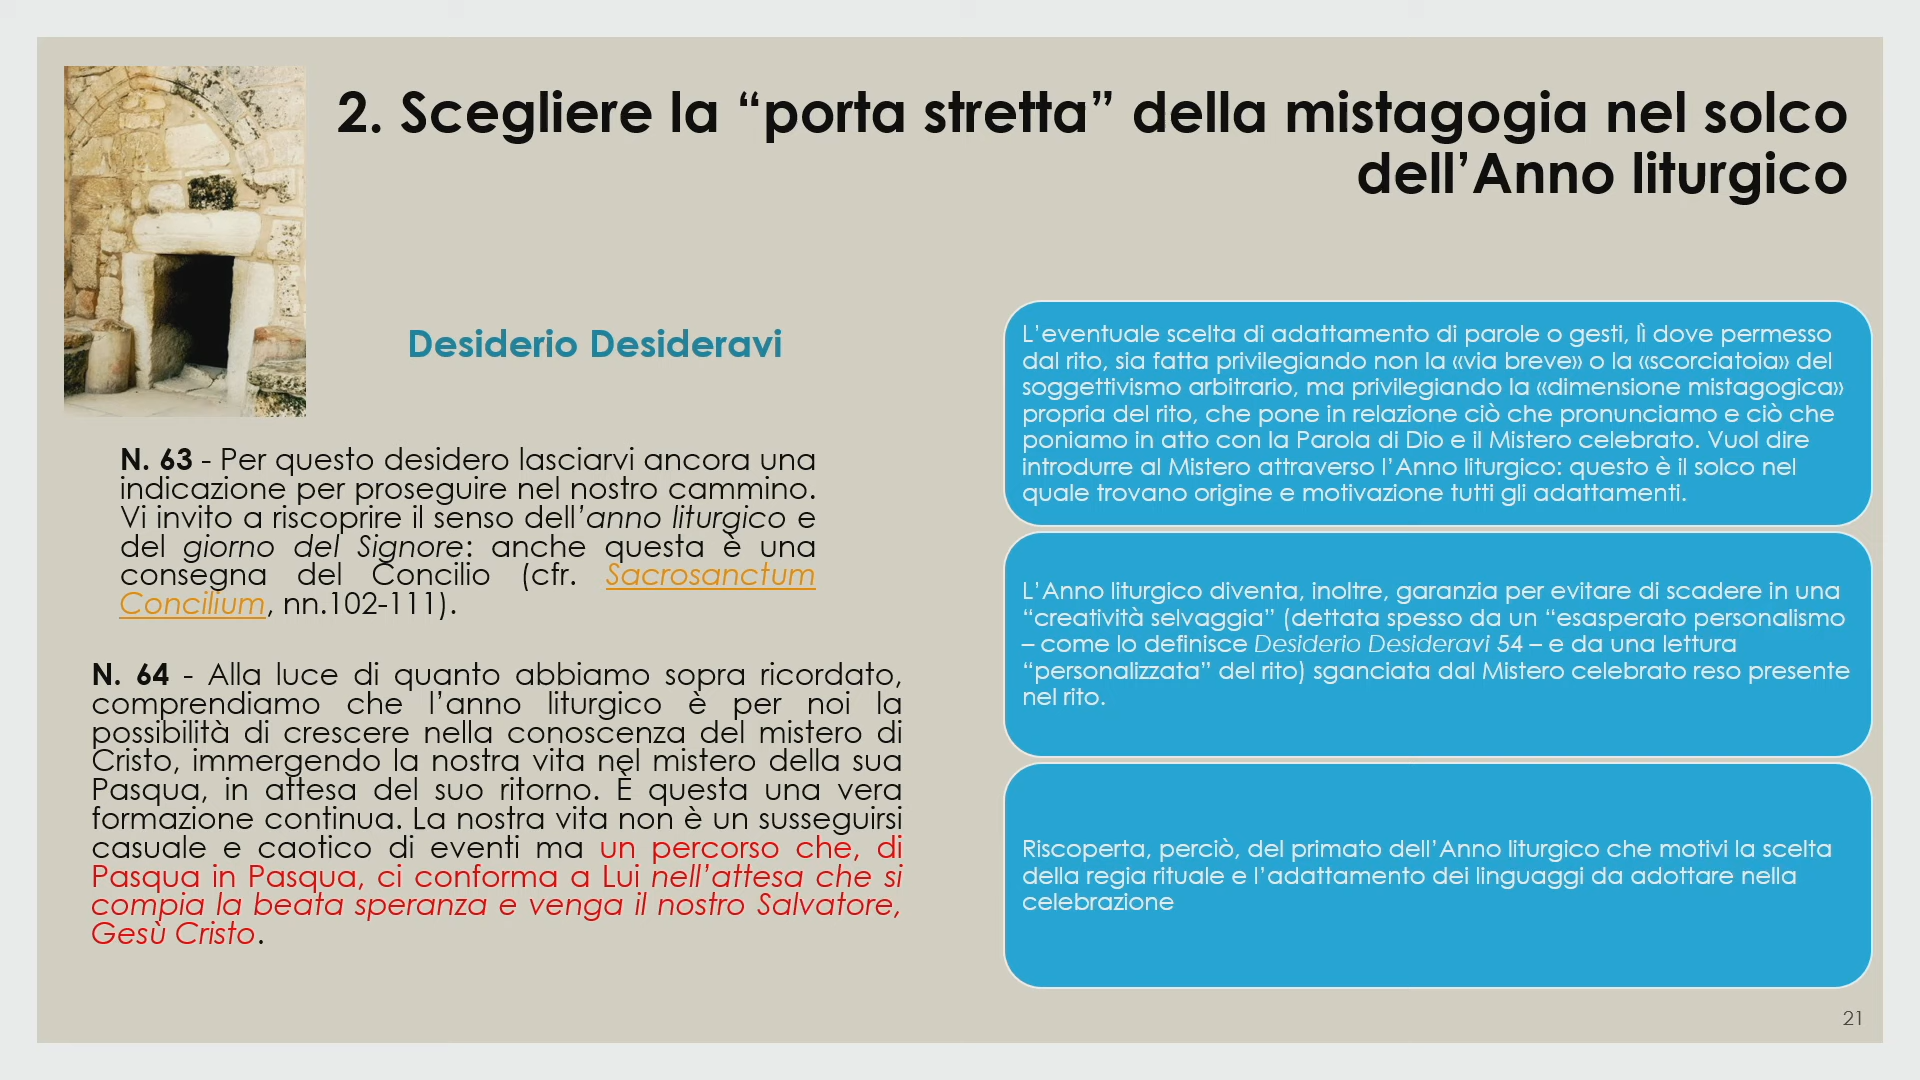 2. Scegliere la “porta stretta” della mistagogia nel solco
dell’Anno liturgico
Desiderio Desideravi
N. 63 - Per questo desidero lasciarvi ancora una
indicazione per proseguire nel nostro cammino.
Vi invito a riscoprire il senso dell’anno liturgico e
del giorno del Signore: anche questa è una
consegna del Concilio (cfr. Sacrosanctum
Concilium, nn.102-111).
N. 64 - Alla luce di quanto abbiamo sopra ricordato,
comprendiamo che l’anno liturgico è per noi la
possibilità di crescere nella conoscenza del mistero di
Cristo, immergendo la nostra vita nel mistero della sua
Pasqua, in attesa del suo ritorno. È questa una vera
formazione continua. La nostra vita non è un susseguirsi
casuale e caotico di eventi ma un percorso che, di
Pasqua in Pasqua, ci conforma a Lui nell’attesa che si
compia la beata speranza e venga il nostro Salvatore,
Gesù Cristo.
L’eventuale scelta di adattamento di parole o gesti, lì dove permesso
dal rito, sia fatta privilegiando non la «via breve» o la «scorciatoia» del
soggettivismo arbitrario, ma privilegiando la «dimensione mistagogica»
propria del rito, che pone in relazione ciò che pronunciamo e ciò che
poniamo in atto con la Parola di Dio e il Mistero celebrato. Vuol dire
introdurre al Mistero attraverso l’Anno liturgico: questo è il solco nel
quale trovano origine e motivazione tutti gli adattamenti.
L’Anno liturgico diventa, inoltre, garanzia per evitare di scadere in una
“creatività selvaggia” (dettata spesso da un “esasperato personalismo
– come lo definisce Desiderio Desideravi 54 – e da una lettura
“personalizzata” del rito) sganciata dal Mistero celebrato reso presente
nel rito.
Riscoperta, perciò, del primato dell’Anno liturgico che motivi la scelta
della regia rituale e l’adattamento dei linguaggi da adottare nella
celebrazione
21